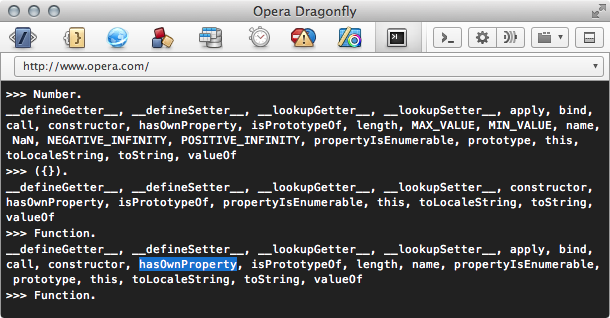 Opera Dragonfly
http://www.opera.com/
>>> Number.
__defineGetter__, __defineSetter__, __lookupGetter__, __lookupSetter__, apply, bind,
call, constructor, hasOwnProperty, isPrototypeOf, length, MAX_VALUE, MIN_VALUE, name,
NaN, NEGATIVE_INFINITY, POSITIVE_INFINITY, propertyIsEnumerable, prototype, this,
toLocaleString, toString, valueOf
>>> ({}).
__defineGetter__, __defineSetter__, __lookupGetter__, __lookupSetter__, constructor,
hasOwnProperty, isPrototypeOf, propertyIsEnumerable, this, toLocaleString, toString,
valueOf
>>> Function.
__defineGetter__, __defineSetter__, __lookupGetter__, __lookupSetter__, apply, bind,
call, constructor, hasOwnProperty, isPrototypeOf, length, name, propertyIsEnumerable,
prototype, this, toLocaleString, toString, valueOf
>>> Function.